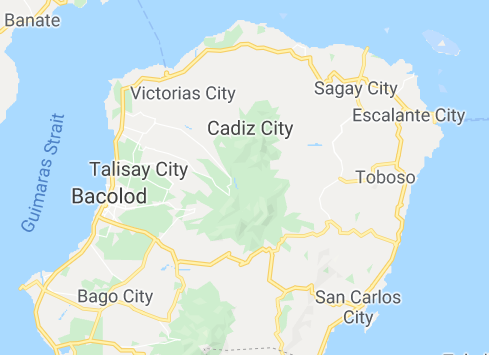 Banate
Victorias City
Sagay City
Escalante City
Cadiz City
Guimaras Strait
Talisay City
Toboso
Bacolod
Bago City
San Carlos
City